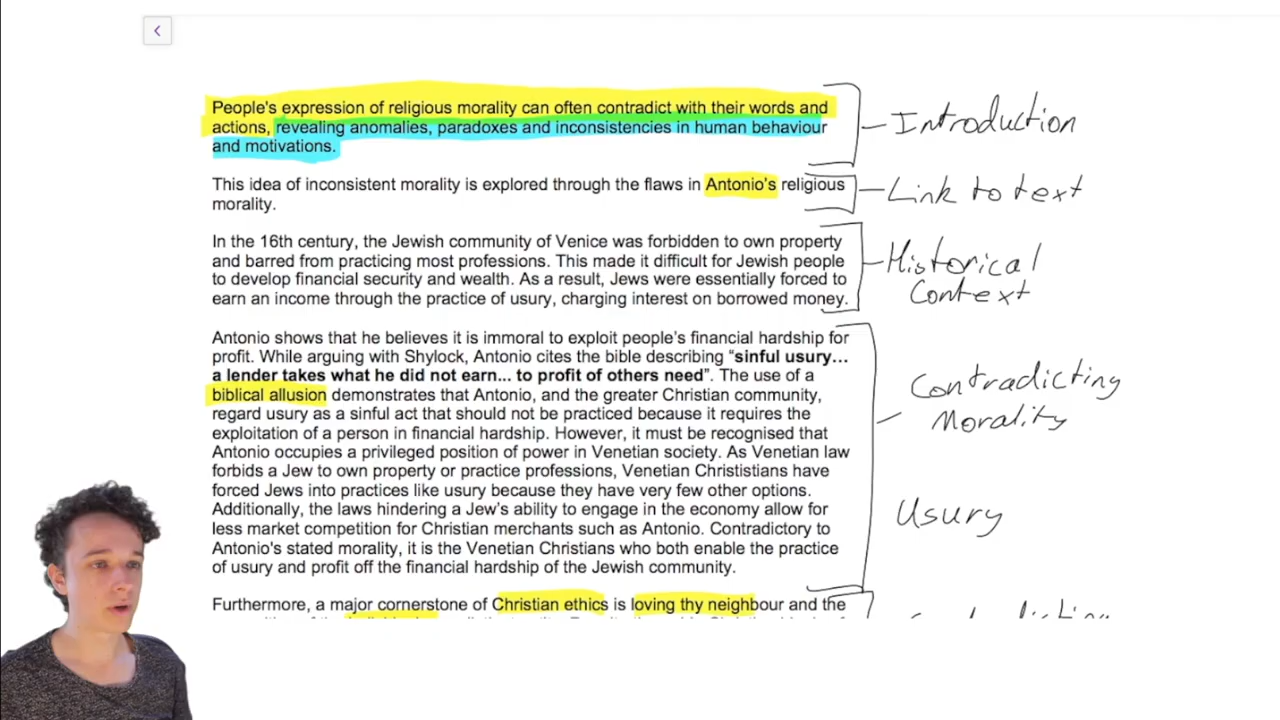 People's expression of religious morality can often contradict with their words and
actions, revealing anomalies, paradoxes and inconsistencies in human behaviour
and motivations.
Introduction
This idea of inconsistent morality is explored through the flaws in Antonio's religious
morality.
Link to text
In the 16th century, the Jewish community of Venice was forbidden to own property
and barred from practicing most professions. This made it difficult for Jewish people
to develop financial security and wealth. As a result, Jews were essentially forced to
earn an income through the practice of usury, charging interest on borrowed money.
Historical
Context
Antonio shows that he believes it is immoral to exploit people's financial hardship for
profit. While arguing with Shylock, Antonio cites the bible describing “sinful usury...
a lender takes what he did not earn... to profit of others need”. The use of a
biblical allusion demonstrates that Antonio, and the greater Christian community,
regard usury as a sinful act that should not be practiced because it requires the
exploitation of a person in financial hardship. However, it must be recognised that
Antonio occupies a privileged position of power in Venetian society. As Venetian law
forbids a Jew to own property or practice professions, Venetian Christistians have
forced Jews into practices like usury because they have very few other options.
Additionally, the laws hindering a Jew's ability to engage in the economy allow for
less market competition for Christian merchants such as Antonio. Contradictory to
Antonio's stated morality, it is the Venetian Christians who both enable the practice
of usury and profit off the financial hardship of the Jewish community.
Contradicting
Morality
Usury
Furthermore, a major cornerstone of Christian ethics is loving thy neighbour and the